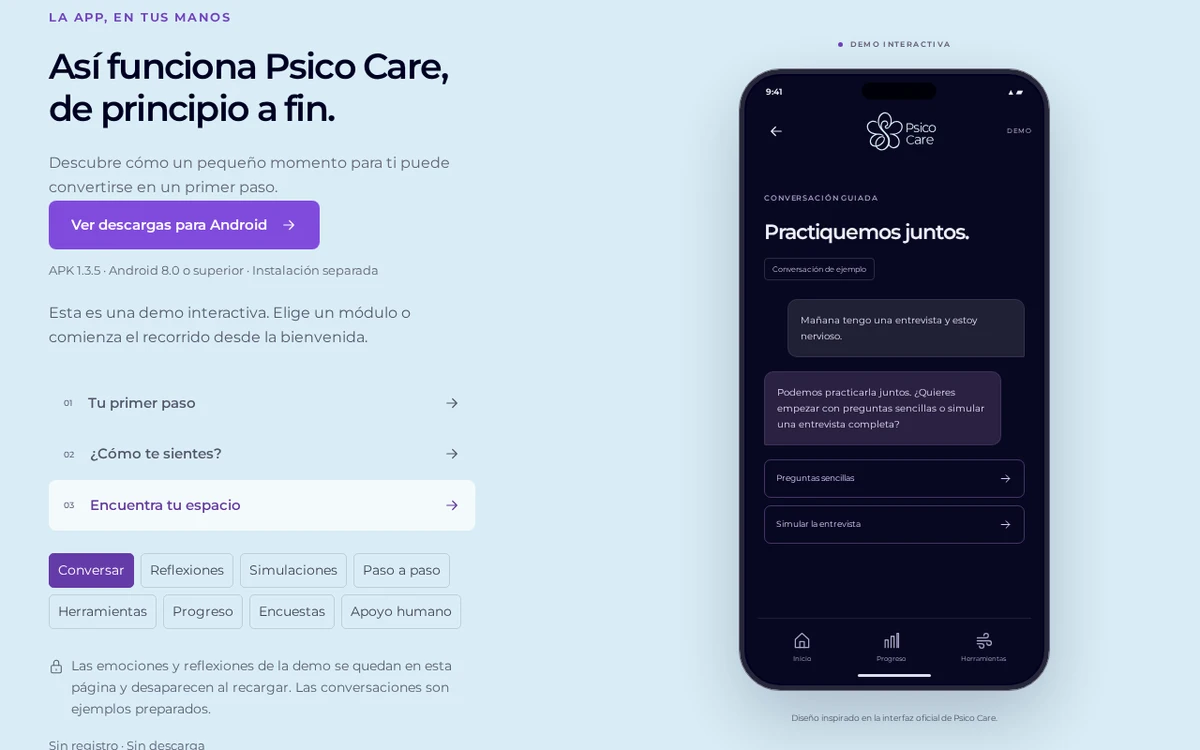 LA APP, EN TUS MANOS
Así funciona Psico Care,
de principio a fin.
Descubre cómo un pequeño momento para ti puede
convertirse en un primer paso.
Ver descargas para Android
APK 1.3.5 · Android 8.0 o superior · Instalación separada
Esta es una demo interactiva. Elige un módulo o
comienza el recorrido desde la bienvenida.
01 Tu primer paso
02 ¿Cómo te sientes?
03 Encuentra tu espacio
Conversar Reflexiones Simulaciones Paso a paso
Herramientas Progreso Encuestas Apoyo humano
Las emociones y reflexiones de la demo se quedan en esta
página y desaparecen al recargar. Las conversaciones son
ejemplos preparados.
Sin registro · Sin descarga
DEMO INTERACTIVA
9:41
Psico
Care
DEMO
CONVERSACIÓN GUIADA
Practiquemos juntos.
Conversación de ejemplo
Mañana tengo una entrevista y estoy
nervioso.
Podemos practicarla juntos. ¿Quieres
empezar con preguntas sencillas o simular
una entrevista completa?
Preguntas sencillas
Simular la entrevista
Inicio Progreso Herramientas
Diseño inspirado en la interfaz oficial de Psico Care.